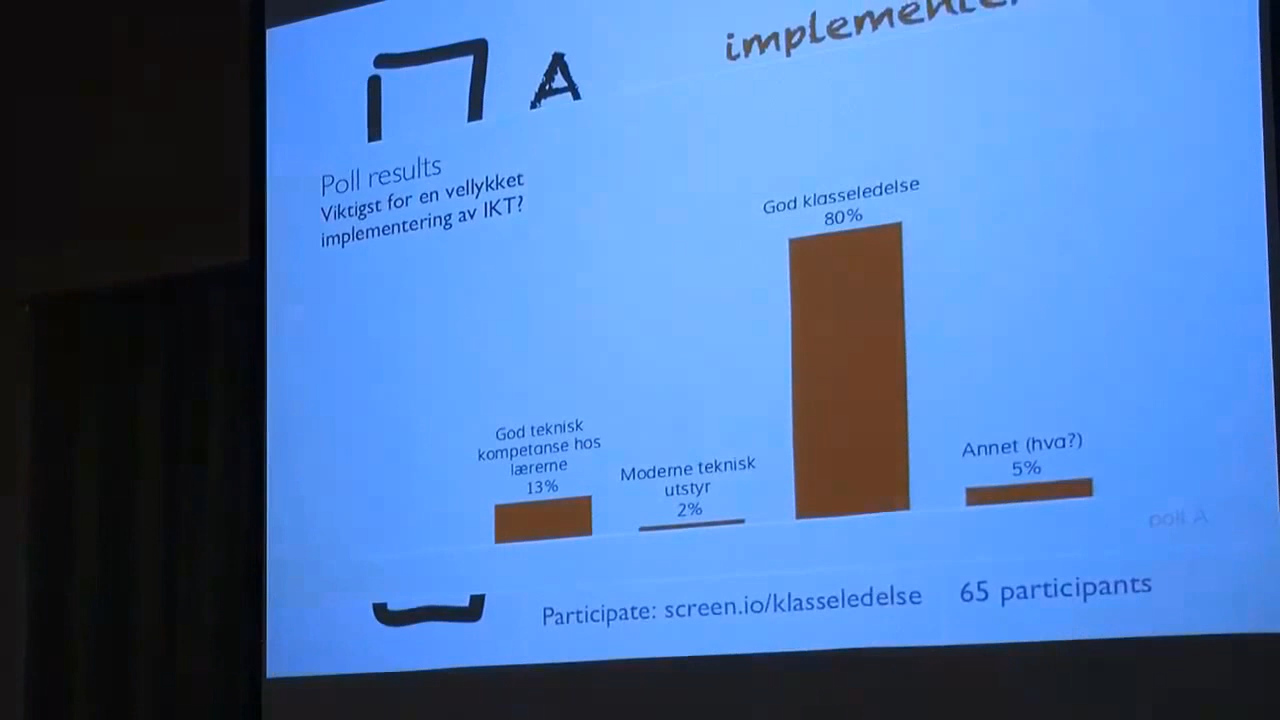 A
Poll results
Viktigst for en vellykket
implementering av IKT?
God teknisk
kompetanse hos
lærerne
13%
Moderne teknisk
utstyr
2%
God klasseledelse
80%
Annet (hva?)
5%
poll A
Participate: screen.io/klasseledelse
65 participants